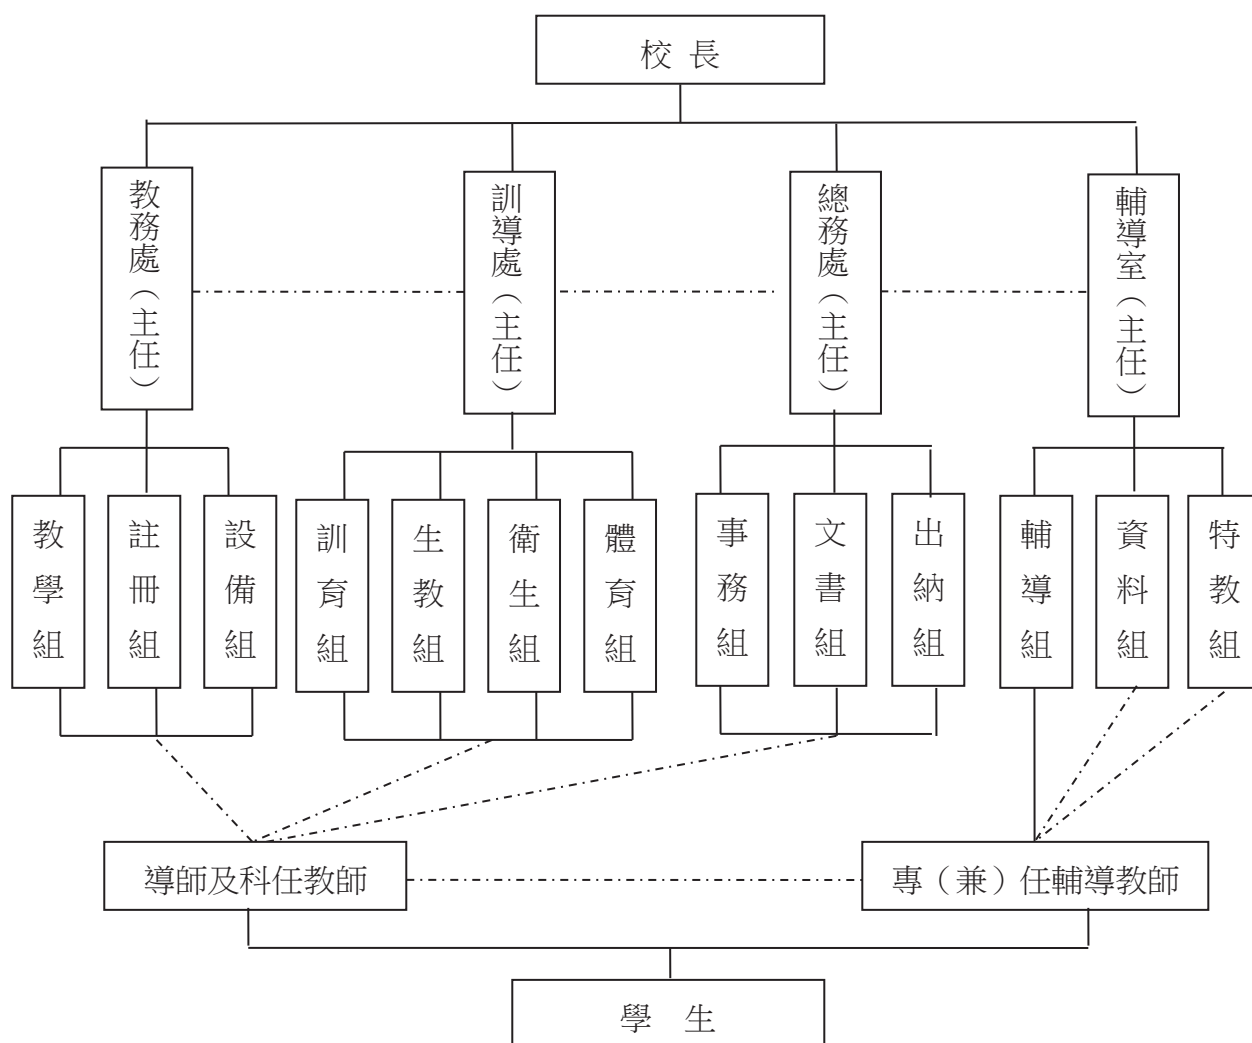 校 長
教務處（主任）
訓導處（主任）
總務處（主任）
輔導室（主任）
教學組
註冊組
設備組
訓育組
生教組
衛生組
體育組
事務組
文書組
出納組
輔導組
資料組
特教組
導師及科任教師
專（兼）任輔導教師
學 生